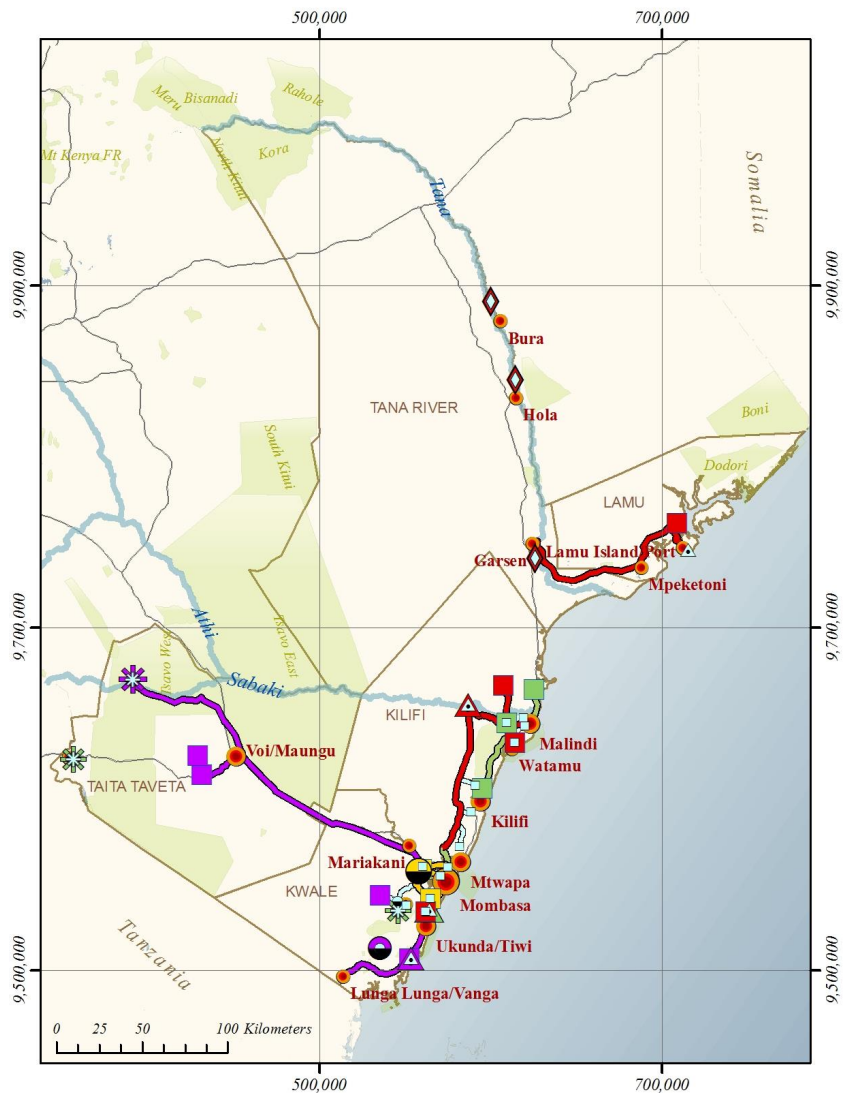 500,000
700,000
Meru
Bisanadi
Rahole
Mt Kenya FR
North Kitui
Kora
Tana
Somalia
9,900,000
9,900,000
Bura
Hola
TANA RIVER
Boni
South Kitui
Dodori
LAMU
Garsen
Lamu Island/Port
Mpeketoni
9,700,000
9,700,000
Athi
Tsavo West
Tsavo East
Sabaki
KILIFI
Malindi
Voi/Maungu
Watamu
TAITA TAVETA
Kilifi
Mariakani
Mtwapa
KWALE
Mombasa
Tanzania
Ukunda/Tiwi
9,500,000
9,500,000
Lunga Lunga/Vanga
0 25 50 100 Kilometers
500,000
700,000